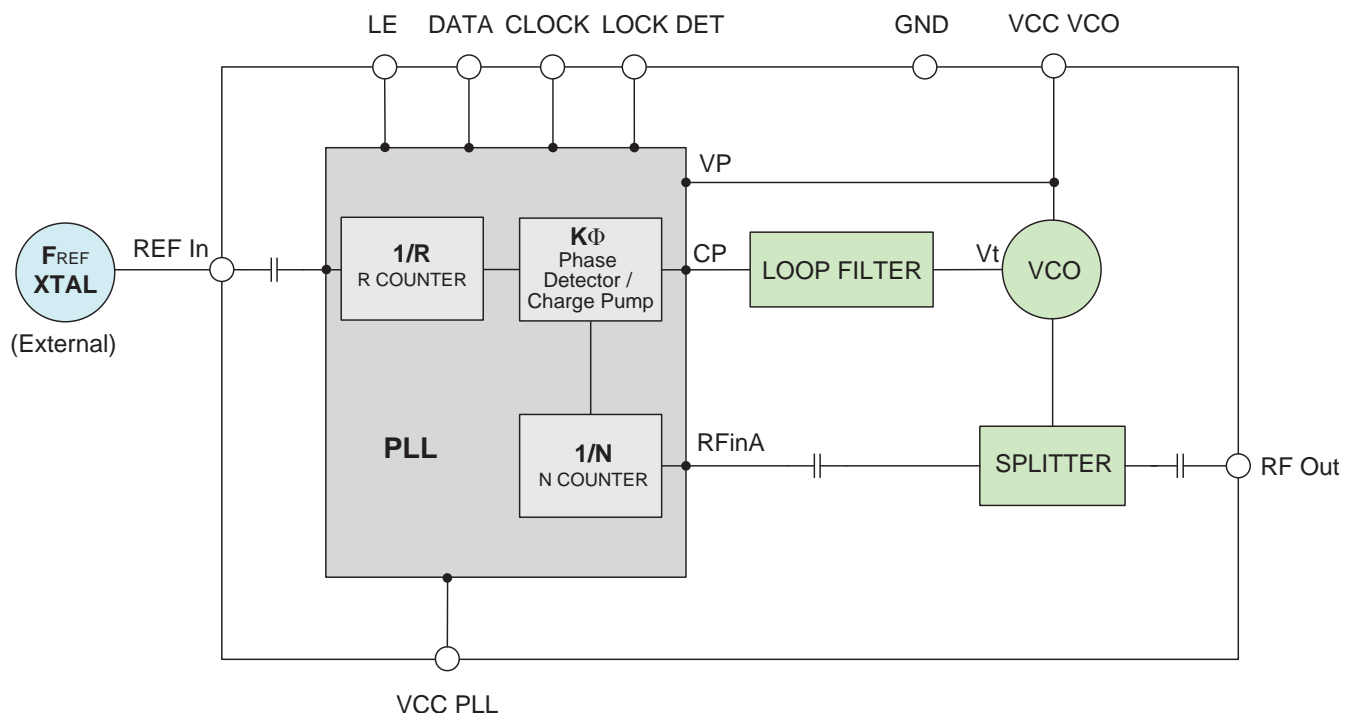 LE DATA CLOCK LOCK DET GND VCC VCO
VP
FREF
XTAL
(External)
REF In
1/R
R COUNTER
KΦ
Phase
Detector /
Charge Pump
CP
LOOP FILTER
Vt
VCO
PLL
1/N
N COUNTER
RFinA
SPLITTER
RF Out
VCC PLL